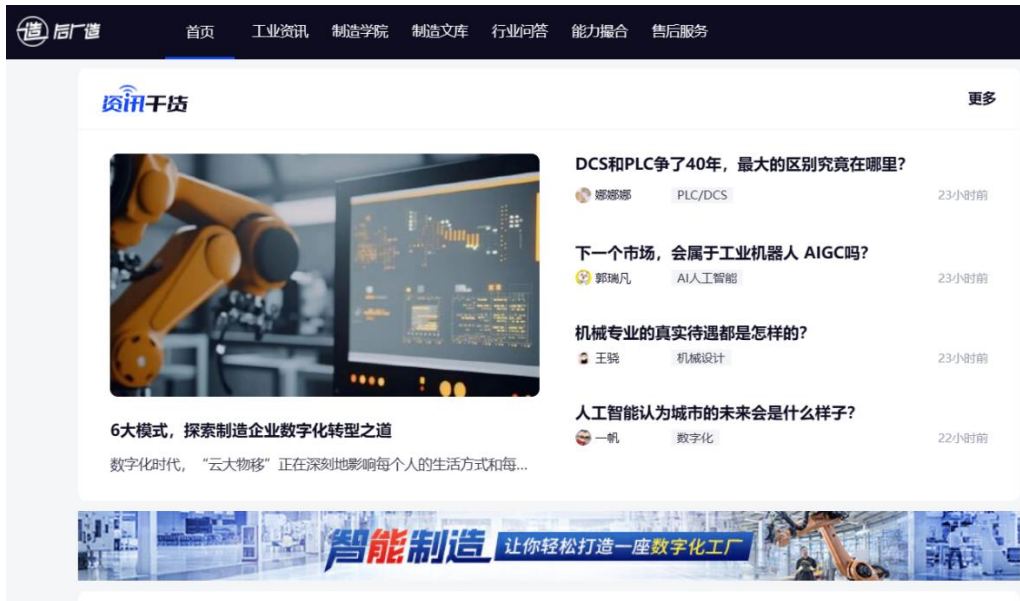 造 后厂造 首页 工业资讯 制造学院 制造文库 行业问答 能力撮合 售后服务
资讯干货 更多
6大模式，探索制造企业数字化转型之道
数字化时代，“云大物移”正在深刻地影响每个人的生活方式和每...
DCS和PLC争了40年，最大的区别究竟在哪里？
娜娜娜 PLC/DCS 23小时前
下一个市场，会属于工业机器人 AIGC吗？
郭瑞凡 AI人工智能 23小时前
机械专业的真实待遇都是怎样的？
王骁 机械设计 23小时前
人工智能认为城市的未来会是什么样子？
一帆 数字化 22小时前
智能制造 让你轻松打造一座数字化工厂